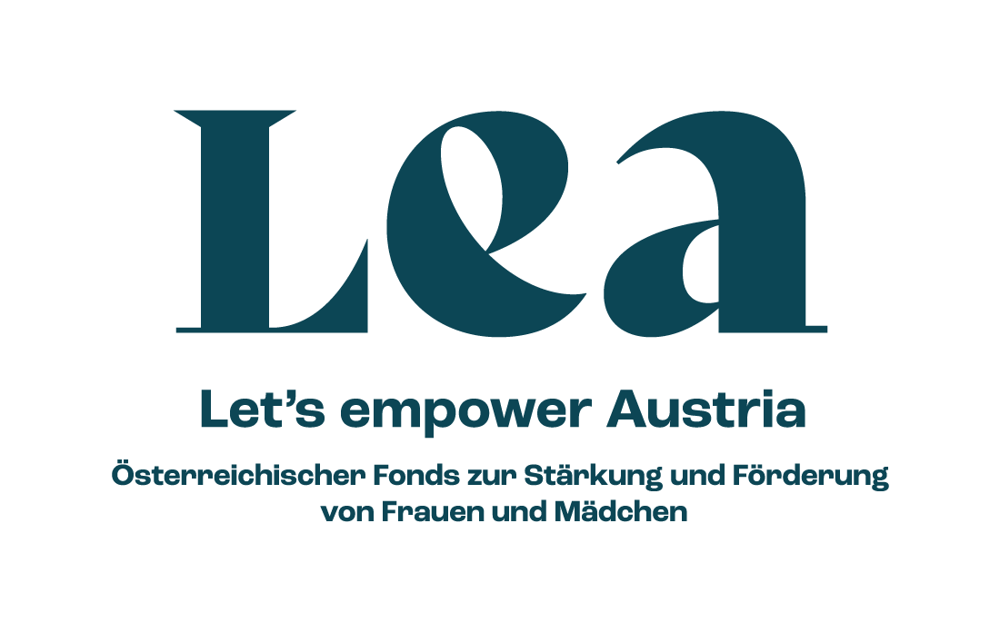 Lea
Let’s empower Austria
Österreichischer Fonds zur Stärkung und Förderung
von Frauen und Mädchen